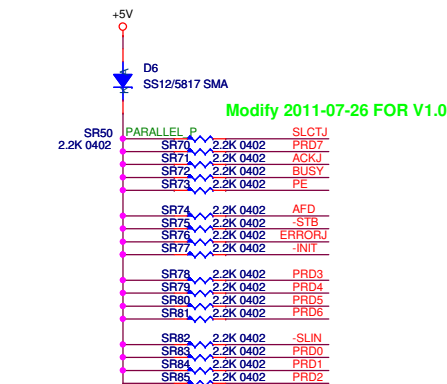 +5V
D6
SS12/5817 SMA
Modify 2011-07-26 FOR V1.0
SR50 PARALLEL_P SLCTJ
2.2K 0402 SR70 2.2K 0402 PRD7
SR71 2.2K 0402 ACKJ
SR72 2.2K 0402 BUSY
SR73 2.2K 0402 PE
SR74 2.2K 0402 AFD
SR75 2.2K 0402 -STB
SR76 2.2K 0402 ERRORJ
SR77 2.2K 0402 -INIT
SR78 2.2K 0402 PRD3
SR79 2.2K 0402 PRD4
SR80 2.2K 0402 PRD5
SR81 2.2K 0402 PRD6
SR82 2.2K 0402 -SLIN
SR83 2.2K 0402 PRD0
SR84 2.2K 0402 PRD1
SR85 2.2K 0402 PRD2